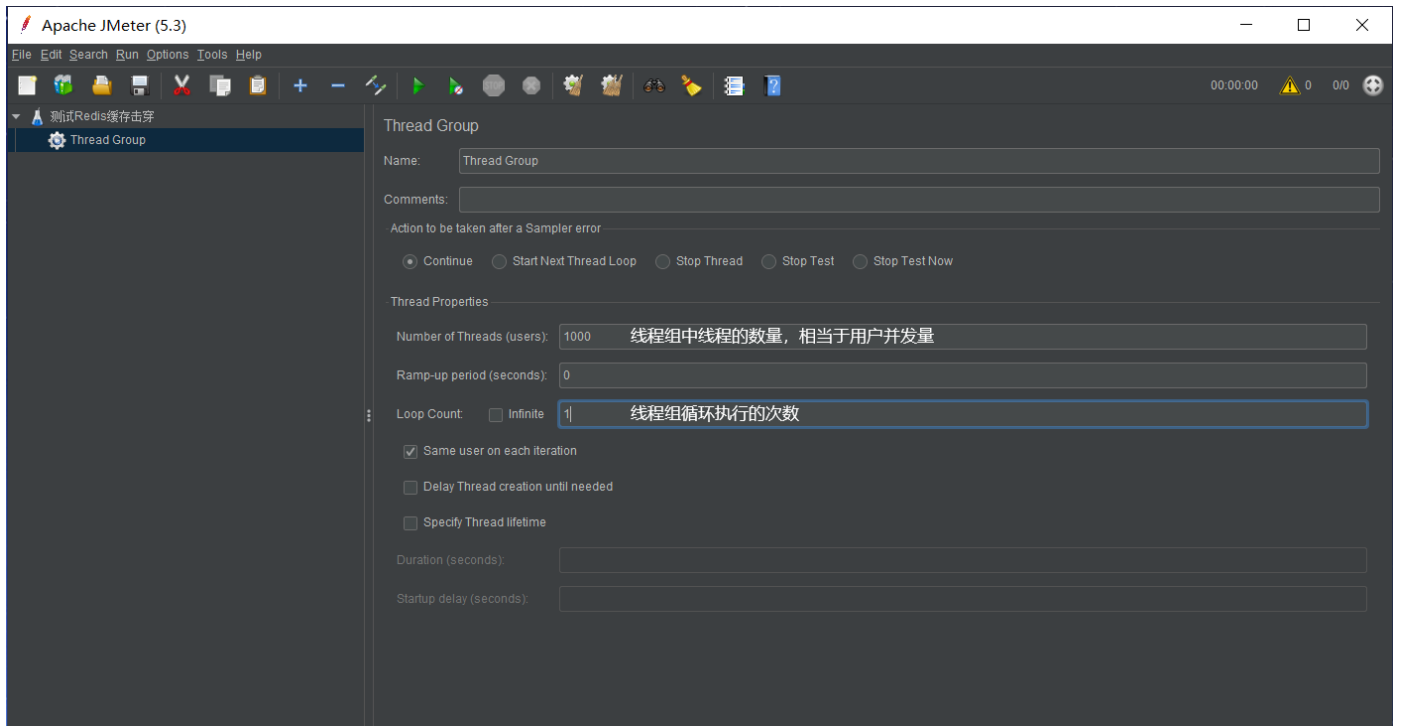 Apache JMeter (5.3)
File Edit Search Run Options Tools Help
00:00:00 0 0/0
测试Redis缓存击穿
Thread Group
Thread Group
Name: Thread Group
Comments:
Action to be taken after a Sampler error
Continue Start Next Thread Loop Stop Thread Stop Test Stop Test Now
Thread Properties
Number of Threads (users): 1000 线程组中线程的数量，相当于用户并发量
Ramp-up period (seconds): 0
Loop Count: Infinite 1 线程组循环执行的次数
Same user on each iteration
Delay Thread creation until needed
Specify Thread lifetime
Duration (seconds):
Startup delay (seconds):